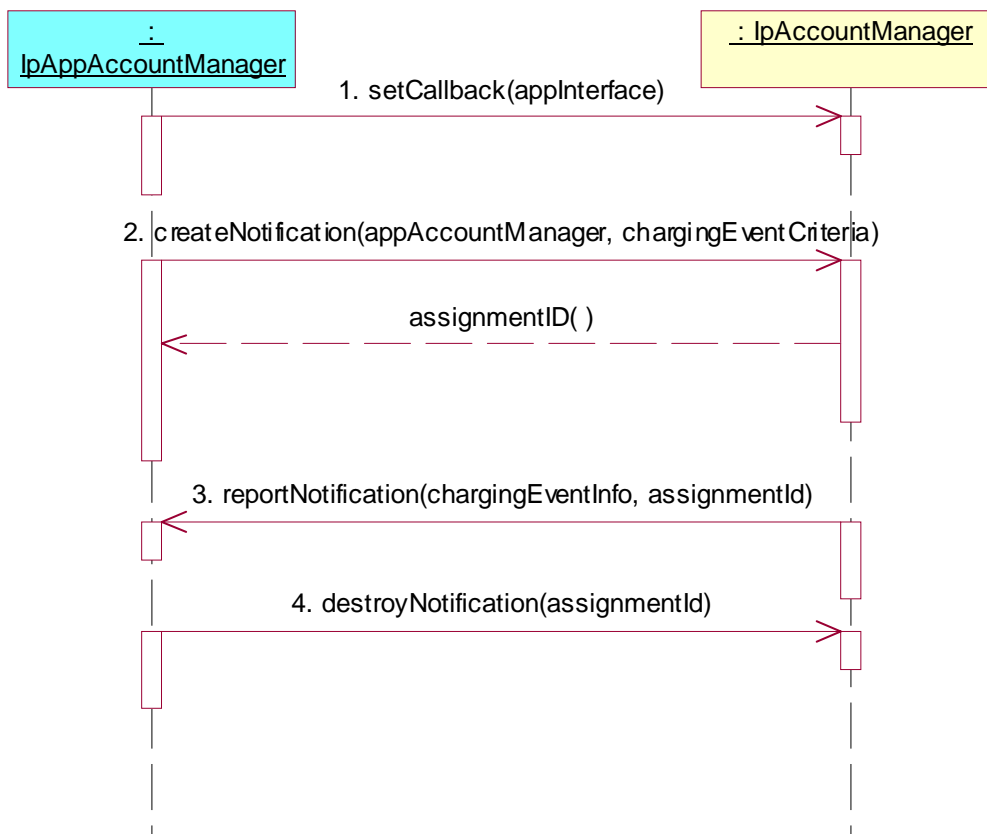 :
IpAppAccountManager
: IpAccountManager
1. setCallback(appInterface)
2. createNotification(appAccountManager, chargingEventCriteria)
assignmentID( )
3. reportNotification(chargingEventInfo, assignmentId)
4. destroyNotification(assignmentId)